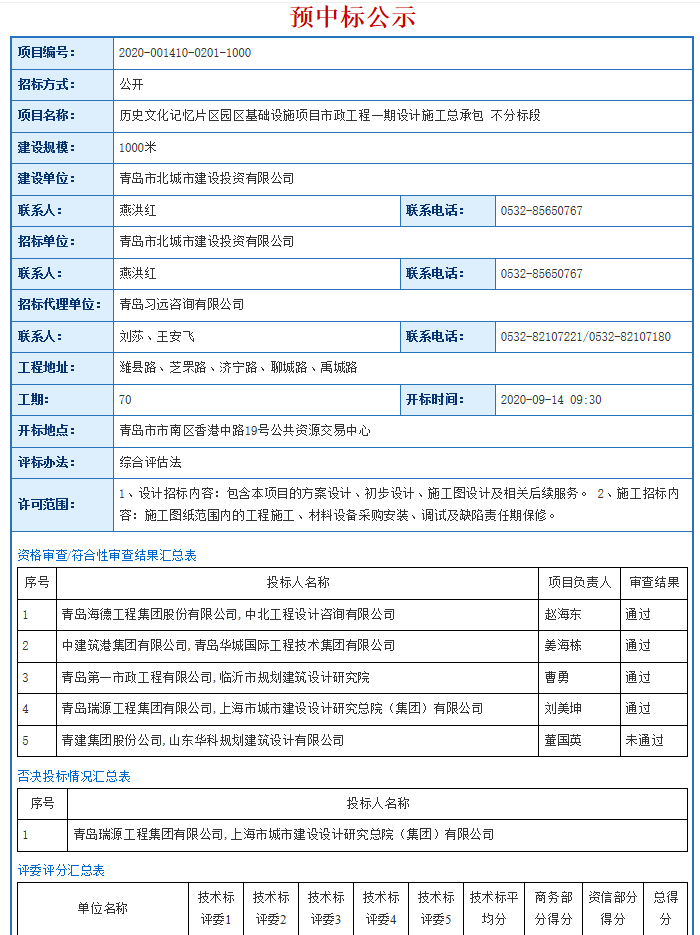 预中标公示
项目编号： 2020-001410-0201-1000
招标方式： 公开
项目名称： 历史文化记忆片区园区基础设施项目市政工程一期设计施工总承包 不分标段
建设规模： 1000米
建设单位： 青岛市北城市建设投资有限公司
联系人： 燕洪红 联系电话： 0532-85650767
招标单位： 青岛市北城市建设投资有限公司
联系人： 燕洪红 联系电话： 0532-85650767
招标代理单位： 青岛习远咨询有限公司
联系人： 刘莎、王安飞 联系电话： 0532-82107221/0532-82107180
工程地址： 潍县路、芝罘路、济宁路、聊城路、禹城路
工期： 70 开标时间： 2020-09-14 09:30
开标地点： 青岛市市南区香港中路19号公共资源交易中心
评标办法： 综合评估法
许可范围： 1、设计招标内容：包含本项目的方案设计、初步设计、施工图设计及相关后续服务。 2、施工招标内
容：施工图纸范围内的工程施工、材料设备采购安装、调试及缺陷责任期保修。
资格审查/符合性审查结果汇总表
序号 投标人名称 项目负责人 审查结果
1 青岛海德工程集团股份有限公司,中北工程设计咨询有限公司 赵海东 通过
2 中建筑港集团有限公司,青岛华城国际工程技术集团有限公司 姜海栋 通过
3 青岛第一市政工程有限公司,临沂市规划建筑设计研究院 曹勇 通过
4 青岛瑞源工程集团有限公司,上海市城市建设设计研究总院（集团）有限公司 刘美坤 通过
5 青建集团股份公司,山东华科规划建筑设计有限公司 董国英 未通过
否决投标情况汇总表
序号 投标人名称
1 青岛瑞源工程集团有限公司,上海市城市建设设计研究总院（集团）有限公司
评委评分汇总表
单位名称 技术标评委1 技术标评委2 技术标评委3 技术标评委4 技术标评委5 技术标平均分 商务部分得分 资信部分得分 总得分